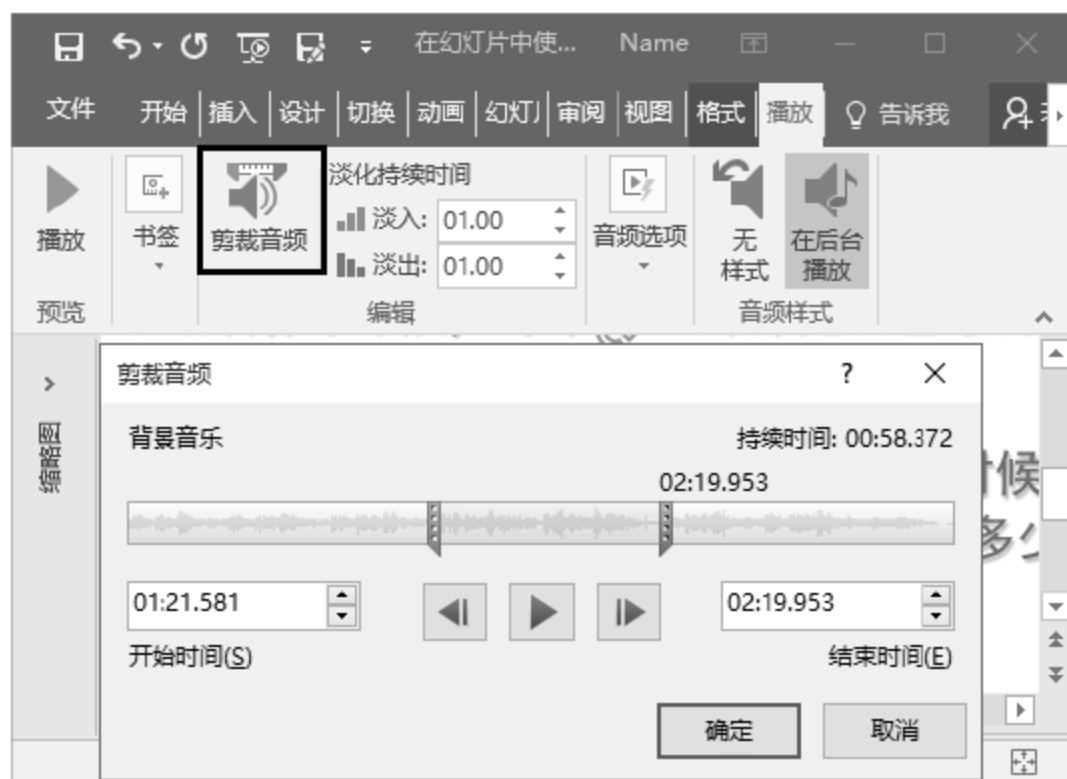 在幻灯片中使... Name
文件 开始 插入 设计 切换 动画 幻灯 审阅 视图 格式 播放 告诉我
播放
书签
剪裁音频
淡化持续时间
淡入: 01.00
淡出: 01.00
音频选项
无
样式
在后台
播放
预览 编辑 音频样式
缩略图
剪裁音频 ?
背景音乐 持续时间: 00:58.372
02:19.953
01:21.581 02:19.953
开始时间(S) 结束时间(E)
确定 取消
候
多